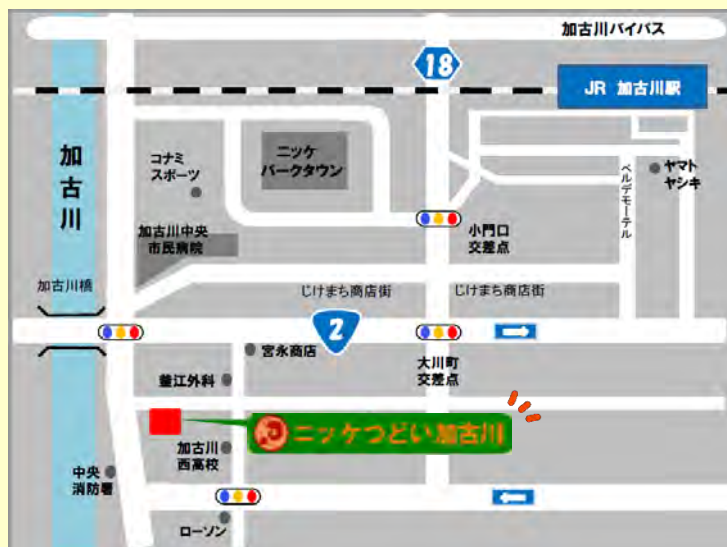 加古川バイパス
18
JR 加古川駅
加古川
コナミ
スポーツ
ニッケ
パークタウン
ベルデモーテル
ヤマト
ヤシキ
加古川中央
市民病院
小門口
交差点
加古川橋
じけまち商店街
じけまち商店街
2
宮永商店
大川町
交差点
釜江外科
ニッケつどい加古川
加古川
西高校
中央
消防署
ローソン